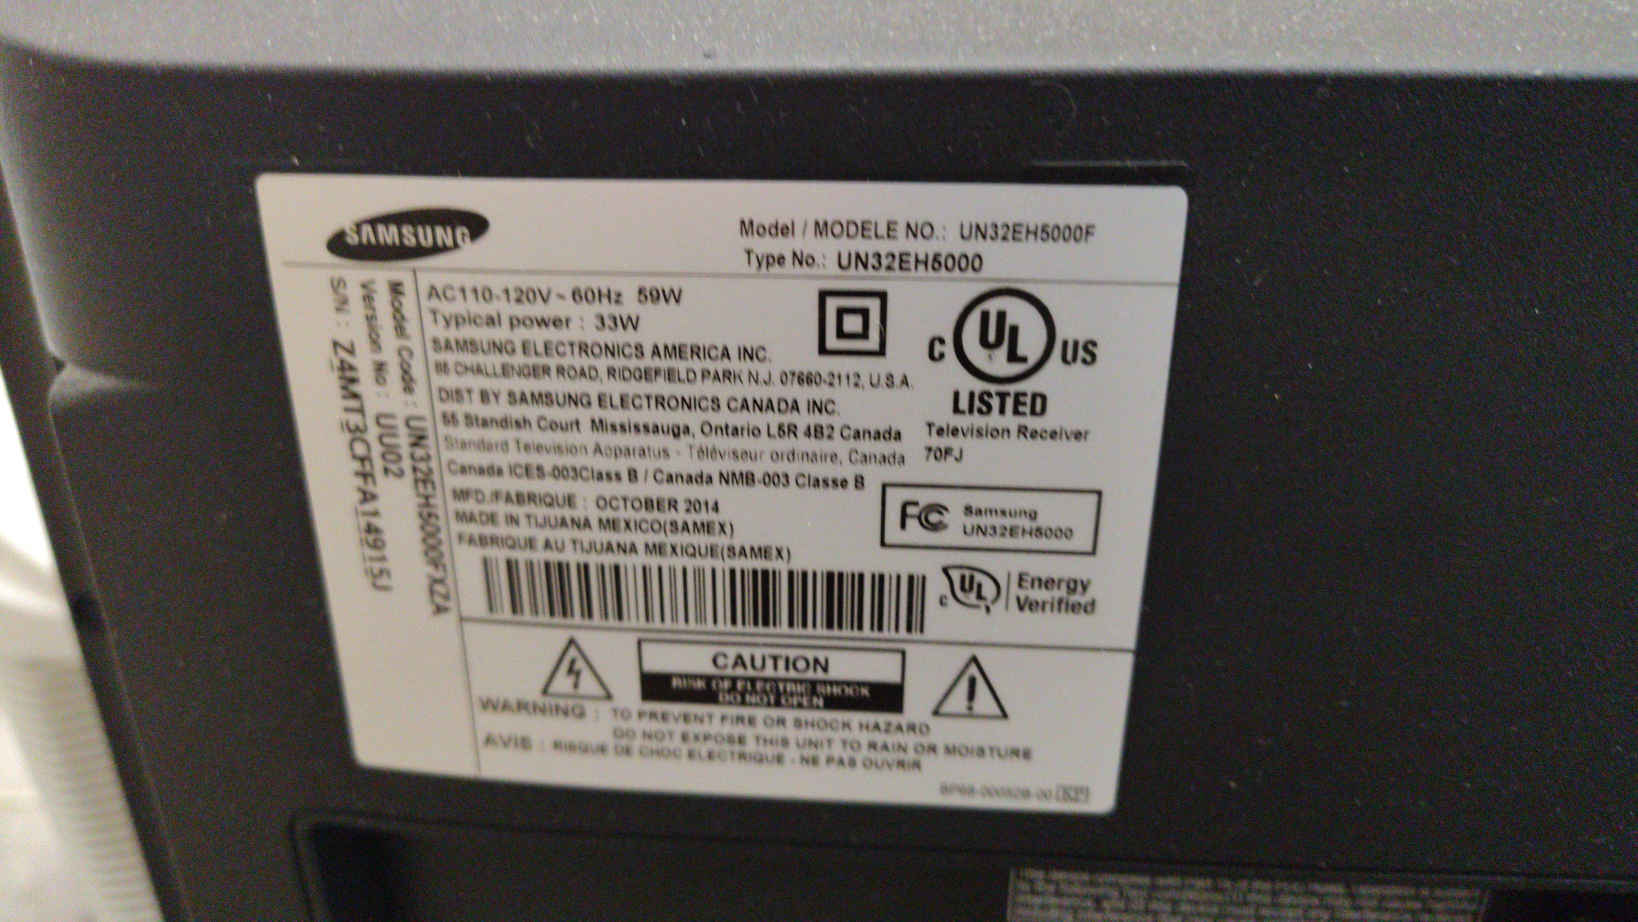 SAMSUNG
Model / MODELE NO.: UN32EH5000F
Type No.: UN32EH5000
Model Code : UN32EH5000FXZA
Version No : UU02
S/N : Z4MT3CFFA14915J
AC110-120V ~ 60Hz 59W
Typical power : 33W
SAMSUNG ELECTRONICS AMERICA INC.
85 CHALLENGER ROAD, RIDGEFIELD PARK N.J. 07660-2112, U.S.A.
DIST BY SAMSUNG ELECTRONICS CANADA INC.
55 Standish Court Mississauga, Ontario L5R 4B2 Canada
Standard Television Apparatus - Téléviseur ordinaire, Canada
Canada ICES-003Class B / Canada NMB-003 Classe B
MFD./FABRIQUE : OCTOBER 2014
MADE IN TIJUANA MEXICO(SAMEX)
FABRIQUE AU TIJUANA MEXIQUE(SAMEX)
C UL US
LISTED
Television Receiver
70FJ
FC Samsung
UN32EH5000
c UL Energy
Verified
CAUTION
RISK OF ELECTRIC SHOCK
DO NOT OPEN
WARNING : TO PREVENT FIRE OR SHOCK HAZARD
DO NOT EXPOSE THIS UNIT TO RAIN OR MOISTURE
AVIS : RISQUE DE CHOC ELECTRIQUE - NE PAS OUVRIR